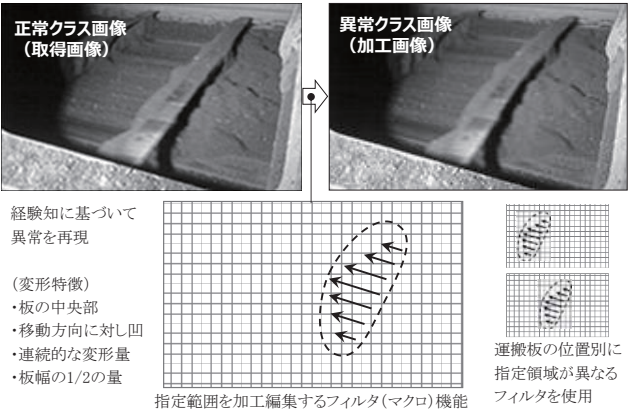 正常クラス画像
（取得画像）
異常クラス画像
（加工画像）
経験知に基づいて
異常を再現
（変形特徴）
・板の中央部
・移動方向に対し凹
・連続的な変形量
・板幅の1/2の量
指定範囲を加工編集するフィルタ（マクロ）機能
運搬板の位置別に
指定領域が異なる
フィルタを使用